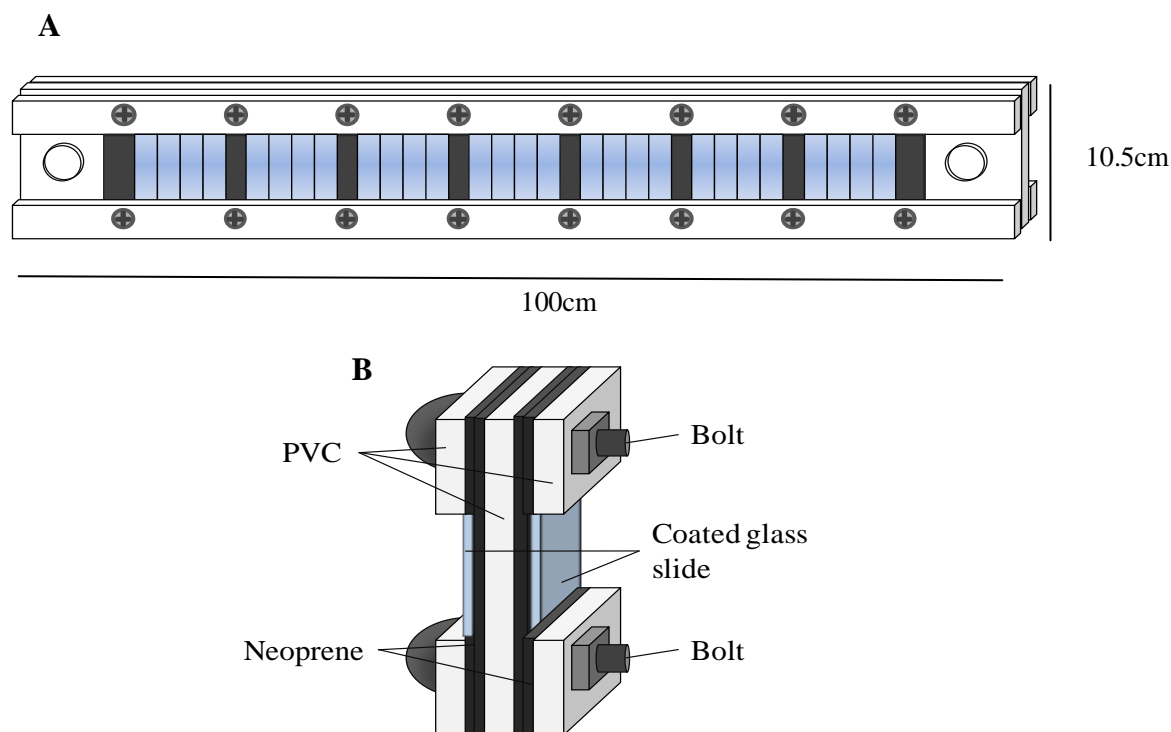 A
10.5cm
100cm
B
PVC
Bolt
Coated glass
slide
Neoprene
Bolt